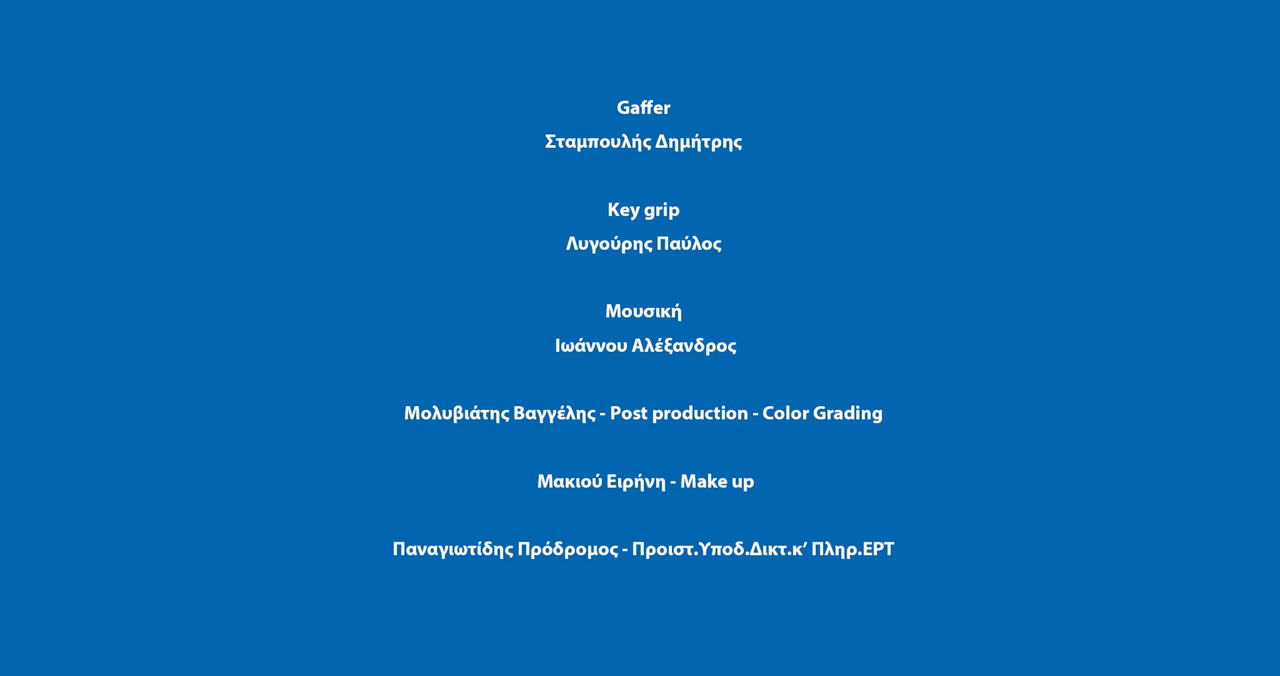 Gaffer
Σταμπουλής Δημήτρης
Key grip
Λυγούρης Παύλος
Μουσική
Ιωάννου Αλέξανδρος
Μολυβιάτης Βαγγέλης - Post production - Color Grading
Μακιού Ειρήνη - Make up
Παναγιωτίδης Πρόδρομος - Προιστ.Υποδ.Δικτ.κ’ Πληρ.ΕΡΤ